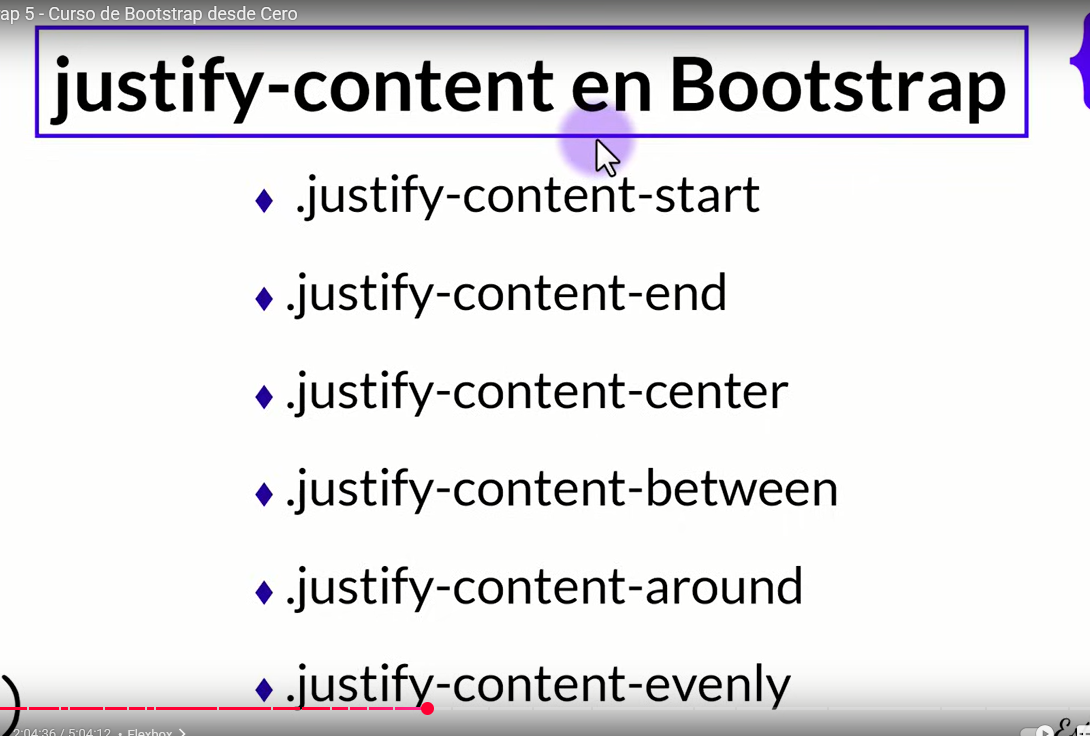 ap 5 - Curso de Bootstrap desde Cero
justify-content en Bootstrap
.justify-content-start
.justify-content-end
.justify-content-center
.justify-content-between
.justify-content-around
.justify-content-evenly
2:04:36 / 5:04:12 • Flexbox